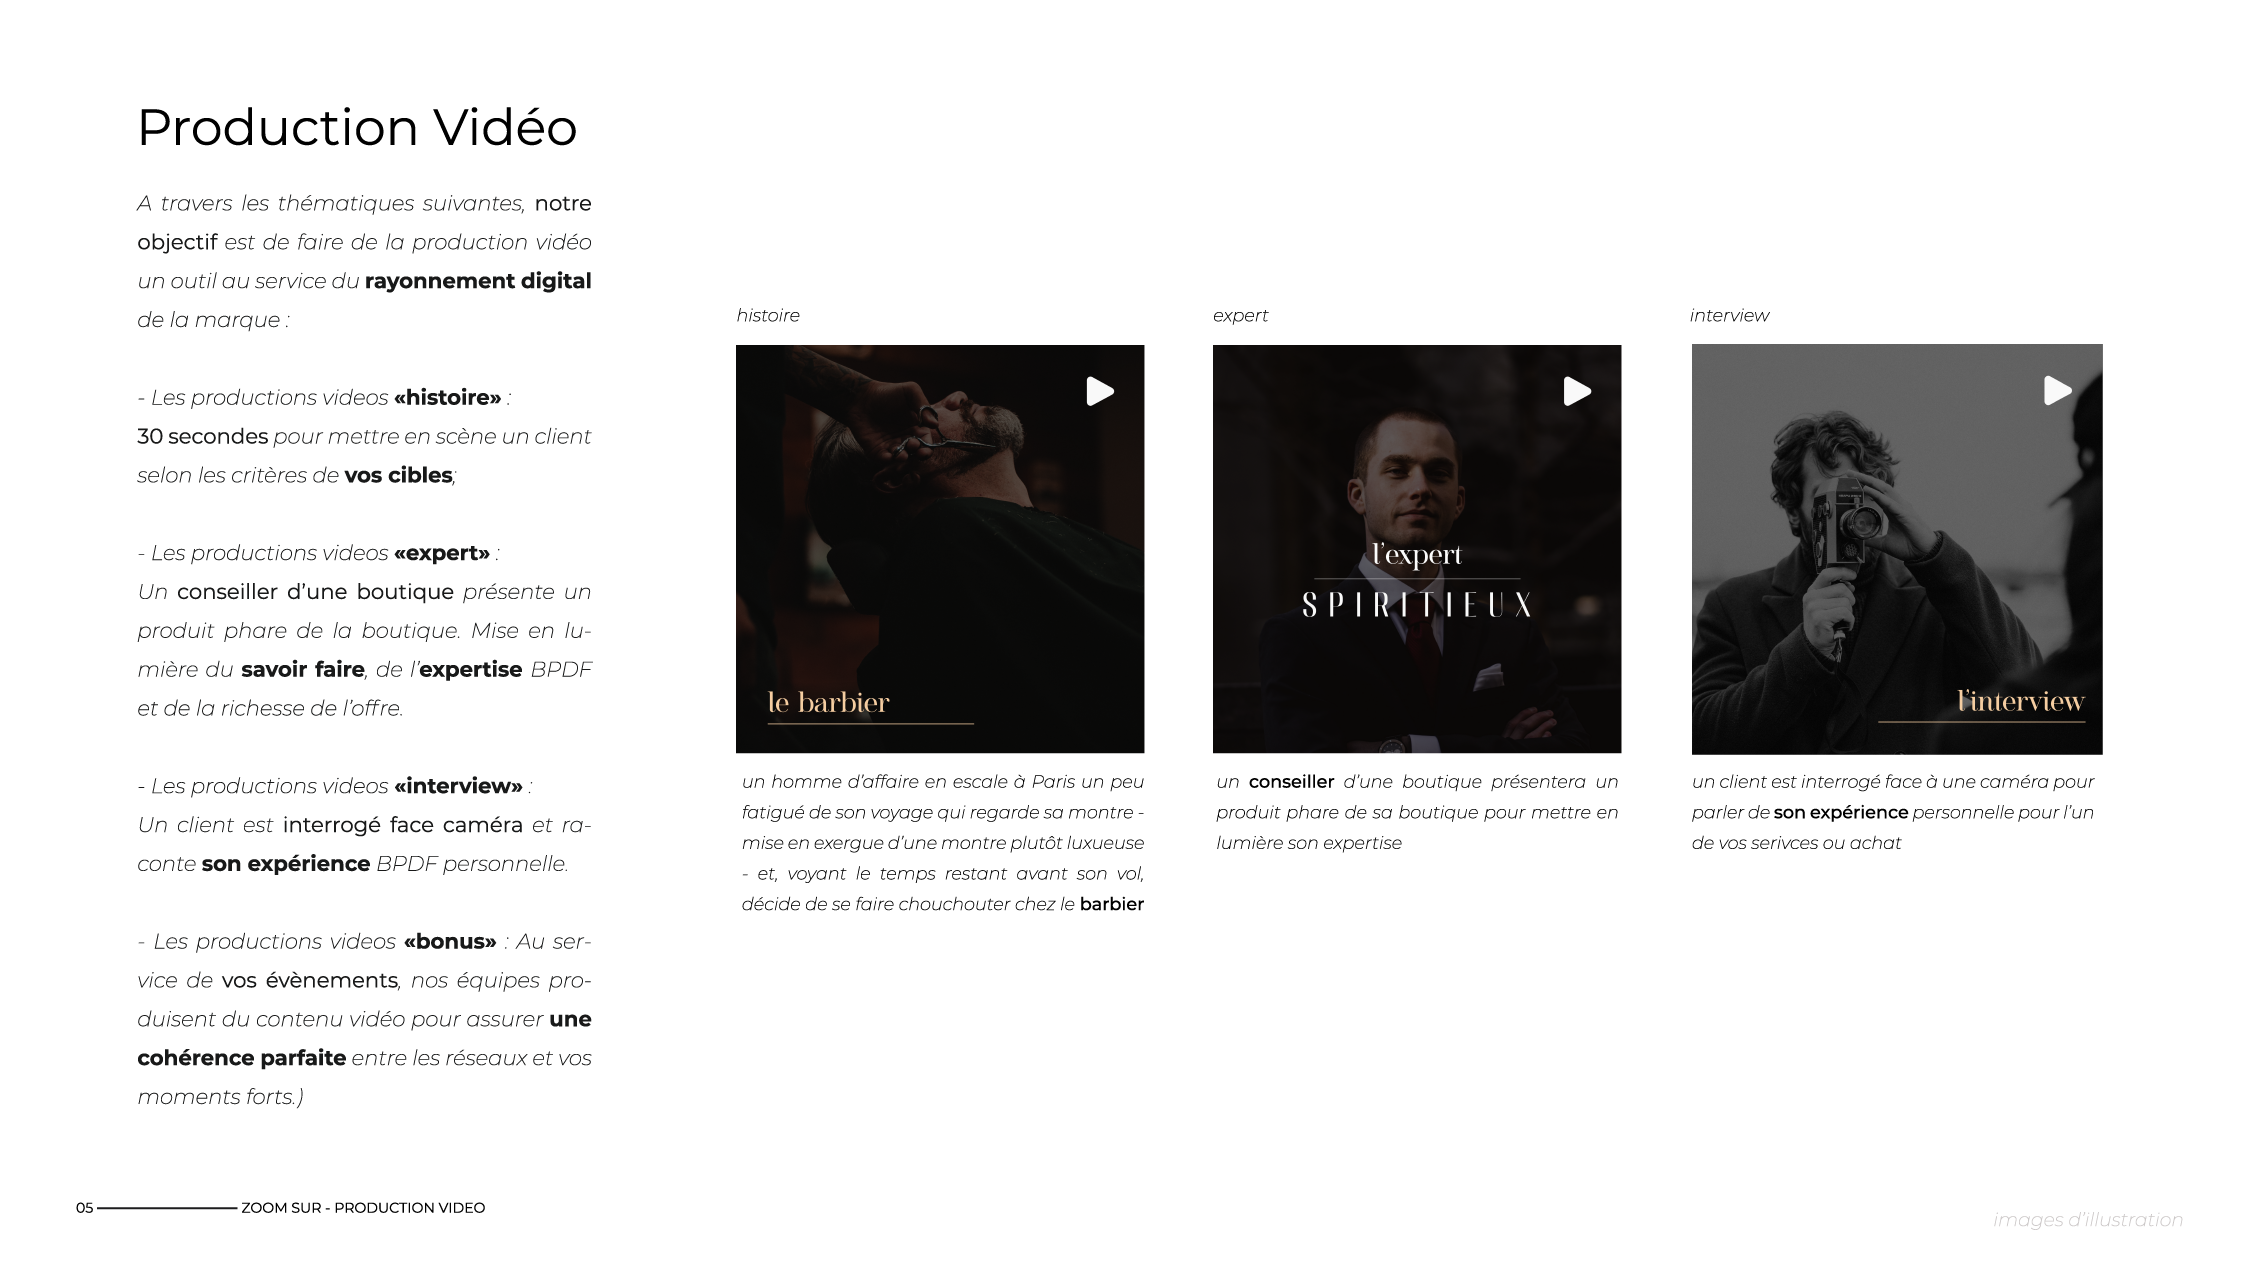 Production Vidéo
A travers les thématiques suivantes, notre
objectif est de faire de la production vidéo
un outil au service du rayonnement digital
de la marque :
- Les productions videos «histoire» :
30 secondes pour mettre en scène un client
selon les critères de vos cibles;
- Les productions videos «expert» :
Un conseiller d'une boutique présente un
produit phare de la boutique. Mise en lu-
mière du savoir faire, de l'expertise BPDF
et de la richesse de l'offre.
- Les productions videos «interview» :
Un client est interrogé face caméra et ra-
conte son expérience BPDF personnelle.
- Les productions videos «bonus» : Au ser-
vice de vos évènements, nos équipes pro-
duisent du contenu vidéo pour assurer une
cohérence parfaite entre les réseaux et vos
moments forts.)
histoire
le barbier
un homme d'affaire en escale à Paris un peu
fatigué de son voyage qui regarde sa montre -
mise en exergue d'une montre plutôt luxueuse
- et, voyant le temps restant avant son vol,
décide de se faire chouchouter chez le barbier
expert
l'expert
SPIRITIEUX
un conseiller d'une boutique présentera un
produit phare de sa boutique pour mettre en
lumière son expertise
interview
l'interview
un client est interrogé face à une caméra pour
parler de son expérience personnelle pour l'un
de vos serivces ou achat
05 ZOOM SUR - PRODUCTION VIDEO
images d'illustration